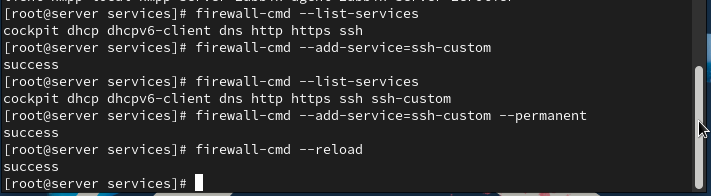 [root@server services]# firewall-cmd --list-services
cockpit dhcp dhcpv6-client dns http https ssh
[root@server services]# firewall-cmd --add-service=ssh-custom
success
[root@server services]# firewall-cmd --list-services
cockpit dhcp dhcpv6-client dns http https ssh ssh-custom
[root@server services]# firewall-cmd --add-service=ssh-custom --permanent
success
[root@server services]# firewall-cmd --reload
success
[root@server services]#